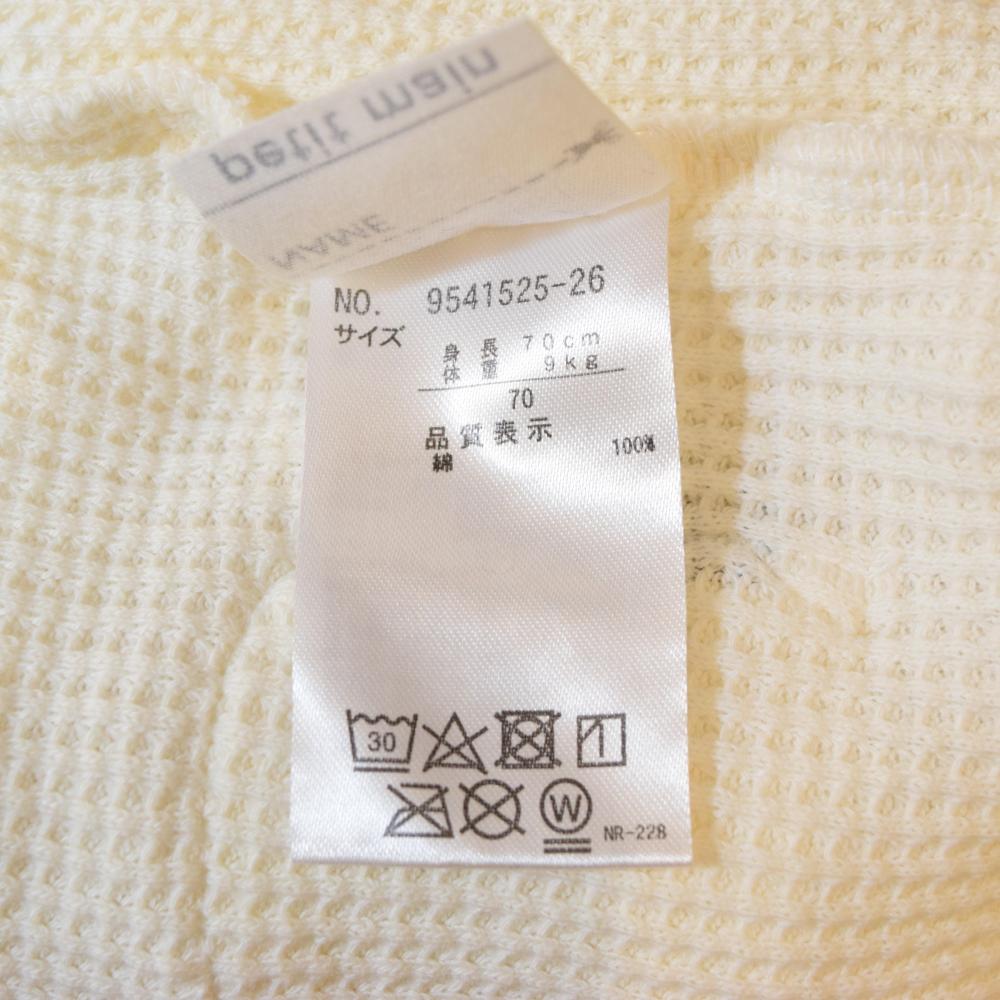 petit main
NAME
NO. 9541525-26
サイズ
身長 70cm
体重 9kg
70
品質表示
綿 100%
30
W
NR-228